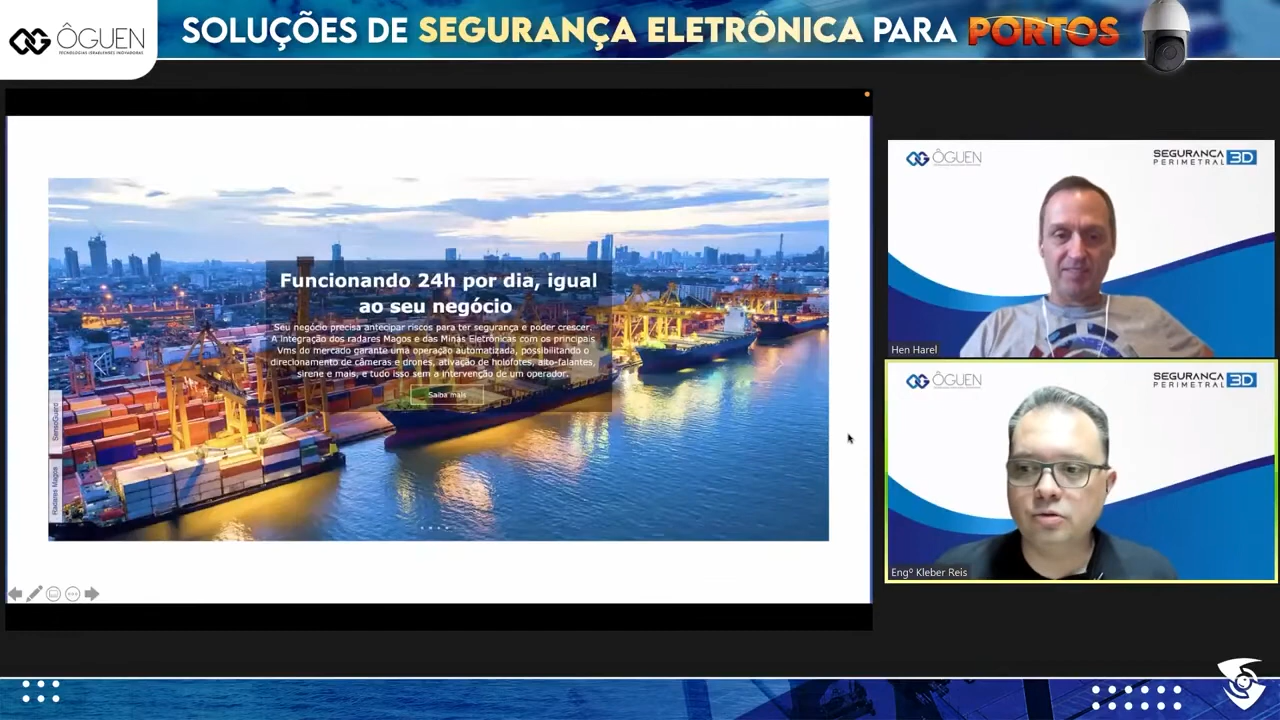 ÔGUEN
TECNOLOGIAS ISRAELENSES INOVADORAS
SOLUÇÕES DE SEGURANÇA ELETRÔNICA PARA PORTOS
Funcionando 24h por dia, igual
ao seu negócio
Seu negócio precisa antecipar riscos para ter segurança e poder crescer.
A Integração dos radares Magos e das Minas Eletrônicas com os principais
Vms do mercado garante uma operação automatizada, possibilitando o
direcionamento de câmeras e drones, ativação de holofotes, alto-falantes,
sirene e mais, e tudo isso sem a intervenção de um operador.
Saiba mais
SensoGuard
Radares Magos
ÔGUEN
SEGURANÇA 3D
PERIMETRAL
Hen Harel
ÔGUEN
SEGURANÇA 3D
PERIMETRAL
Engº Kleber Reis